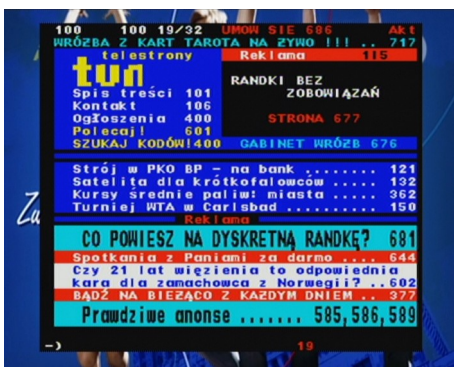 100 100 19/32 UMOW SIE 686 Akt
WRÓŻBA Z KART TAROTA NA ŻYWO !!! .. 717
telestrony
Reklama 115
tvn
RANDKI BEZ
ZOBOWIĄZAŃ
Spis treści 101
Kontakt 106
Ogłoszenia 400
STRONA 677
Polecaj! 601
SZUKAJ KODÓW!400
GABINET WRÓŻB 676
Strój w PKO BP – na bank ........ 121
Satelita dla krótkofalowców ..... 132
Kursy średnie paliw: miasta ..... 362
Turniej WTA w Carlsbad .......... 150
Reklama
CO POWIESZ NA DYSKRETNĄ RANDKĘ? 681
Spotkania z Paniami za darmo .... 644
Czy 21 lat więzienia to odpowiednia
kara dla zamachowca z Norwegii? ..602
BĄDŹ NA BIEŻĄCO Z KAŻDYM DNIEM .. 377
Prawdziwe anonse ....... 585,586,589
–) 19
Zu